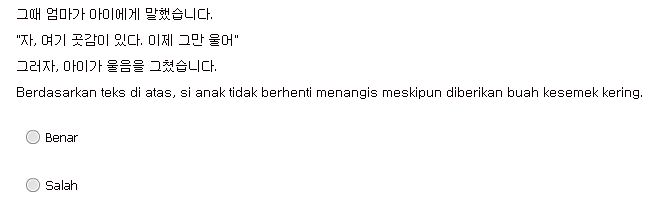 그때 엄마가 아이에게 말했습니다.
"자, 여기 곶감이 있다. 이제 그만 울어"
그러자, 아이가 울음을 그쳤습니다.
Berdasarkan teks di atas, si anak tidak berhenti menangis meskipun diberikan buah kesemek kering.
Benar
Salah